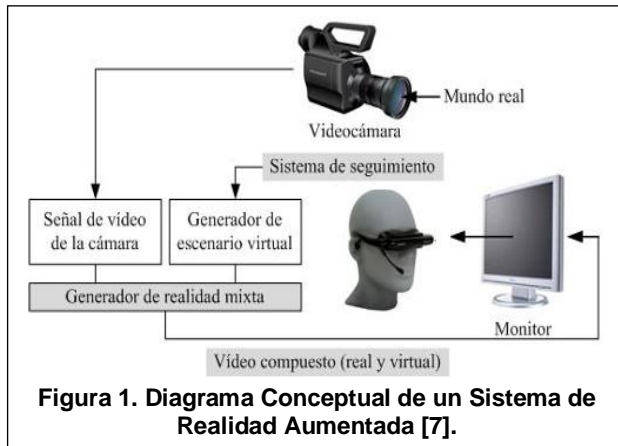 Mundo real
Videocámara
Sistema de seguimiento
Señal de vídeo
de la cámara
Generador de
escenario virtual
Generador de realidad mixta
Monitor
Vídeo compuesto (real y virtual)
Figura 1. Diagrama Conceptual de un Sistema de
Realidad Aumentada [7].